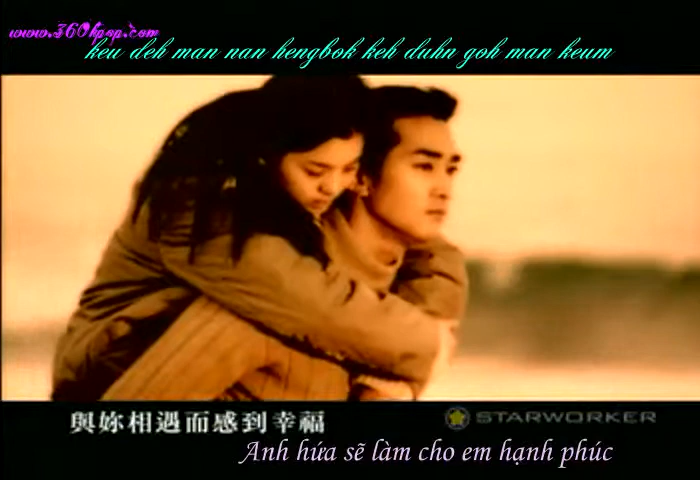 www.360kpop.com
keu deh man nan hengbok keh duhn goh man keum
與妳相遇而感到幸福
STARWORKER
Anh hứa sẽ làm cho em hạnh phúc